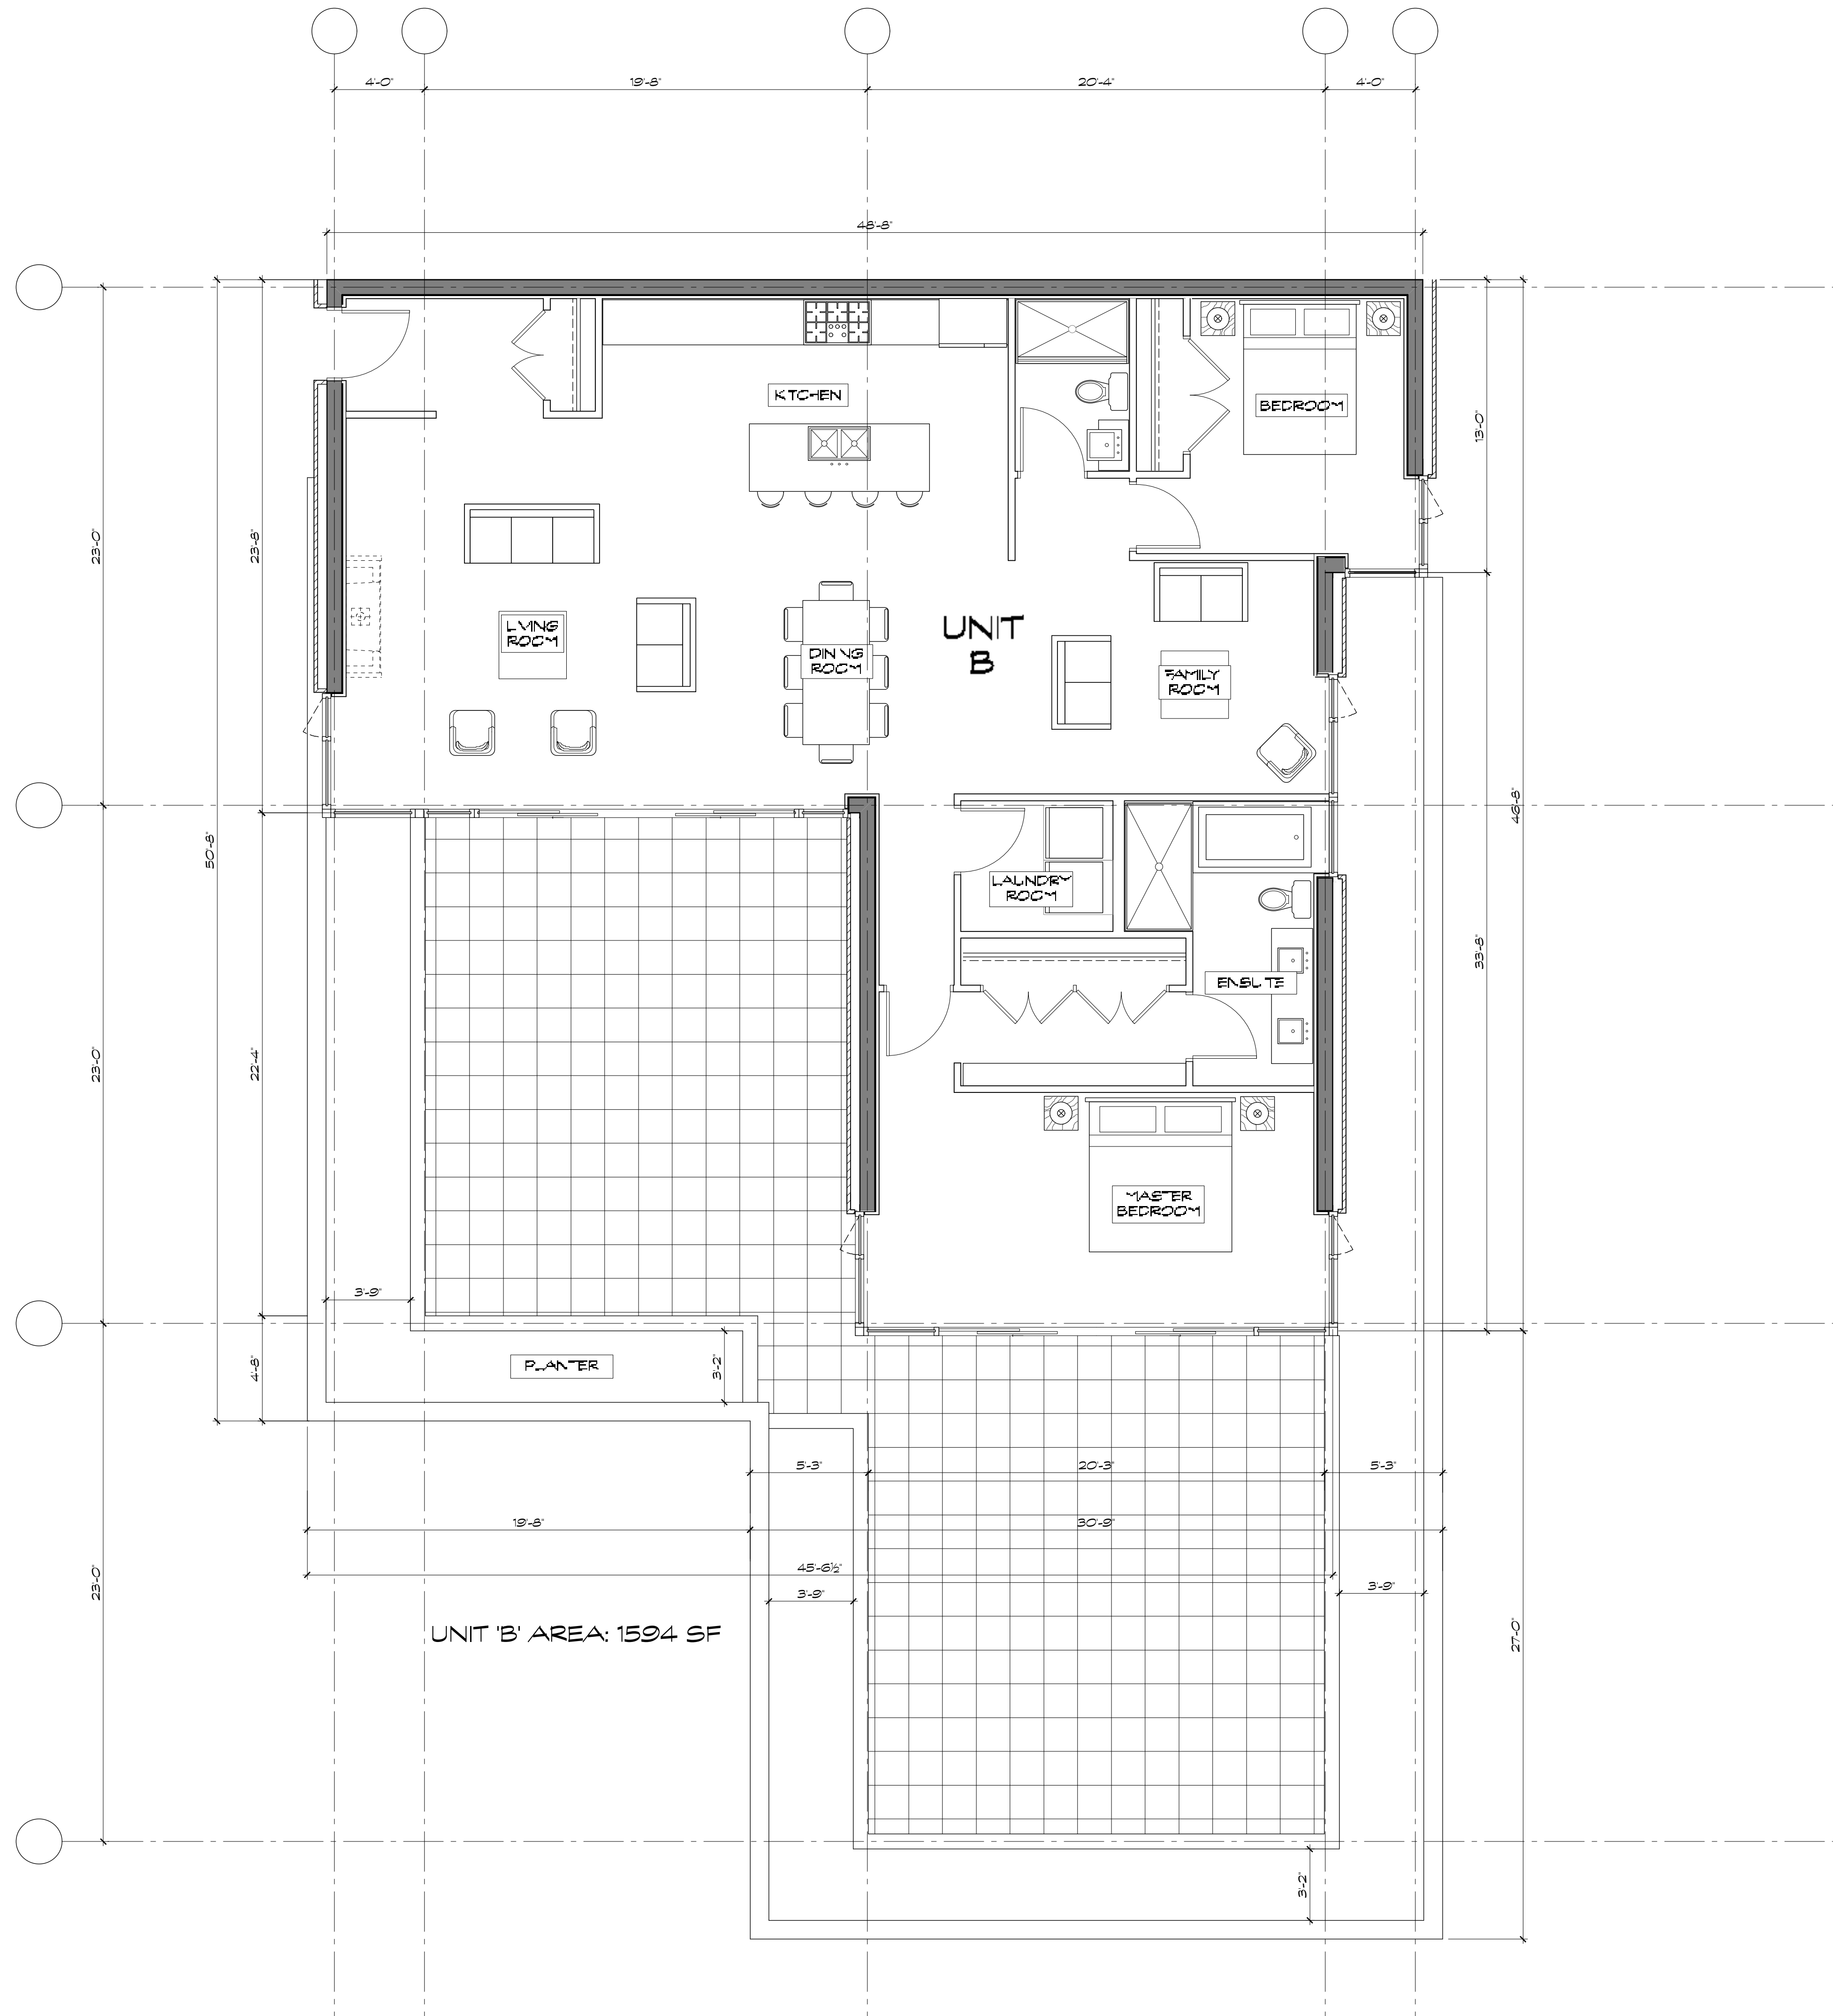 4'-0"
19'-8"
20'-4"
4'-0"
48'-8"
KITCHEN
BEDROOM
13'-0"
23'-0"
23'-8"
LIVING
ROOM
DINING
ROOM
UNIT
B
FAMILY
ROOM
46'-8"
50'-8"
LAUNDRY
ROOM
33'-8"
ENSUITE
23'-0"
22'-4"
MASTER
BEDROOM
3'-9"
PLANTER
3'-2"
4'-8"
5'-3"
20'-3"
5'-3"
19'-8"
30'-9"
45'-6½"
3'-9"
3'-9"
23'-0"
UNIT 'B' AREA: 1594 SF
27'-0"
3'-2"